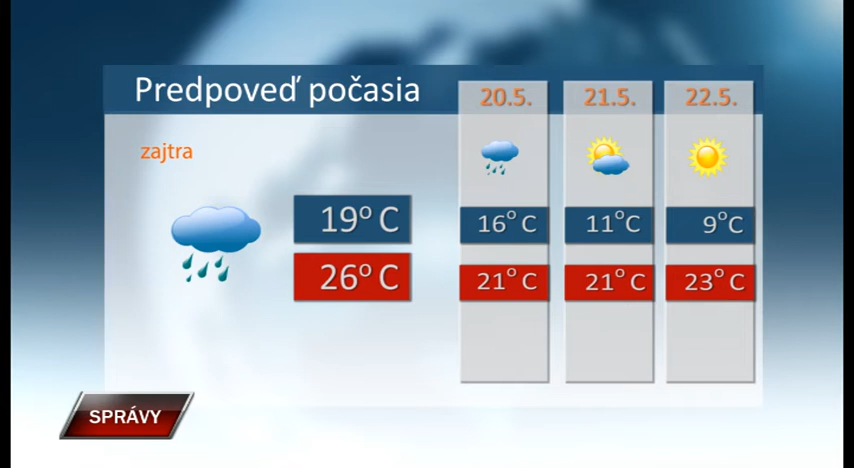 Predpoveď počasia
20.5. 21.5. 22.5.
zajtra
19° C 16° C 11°C 9°C
26° C 21° C 21° C 23° C
SPRÁVY